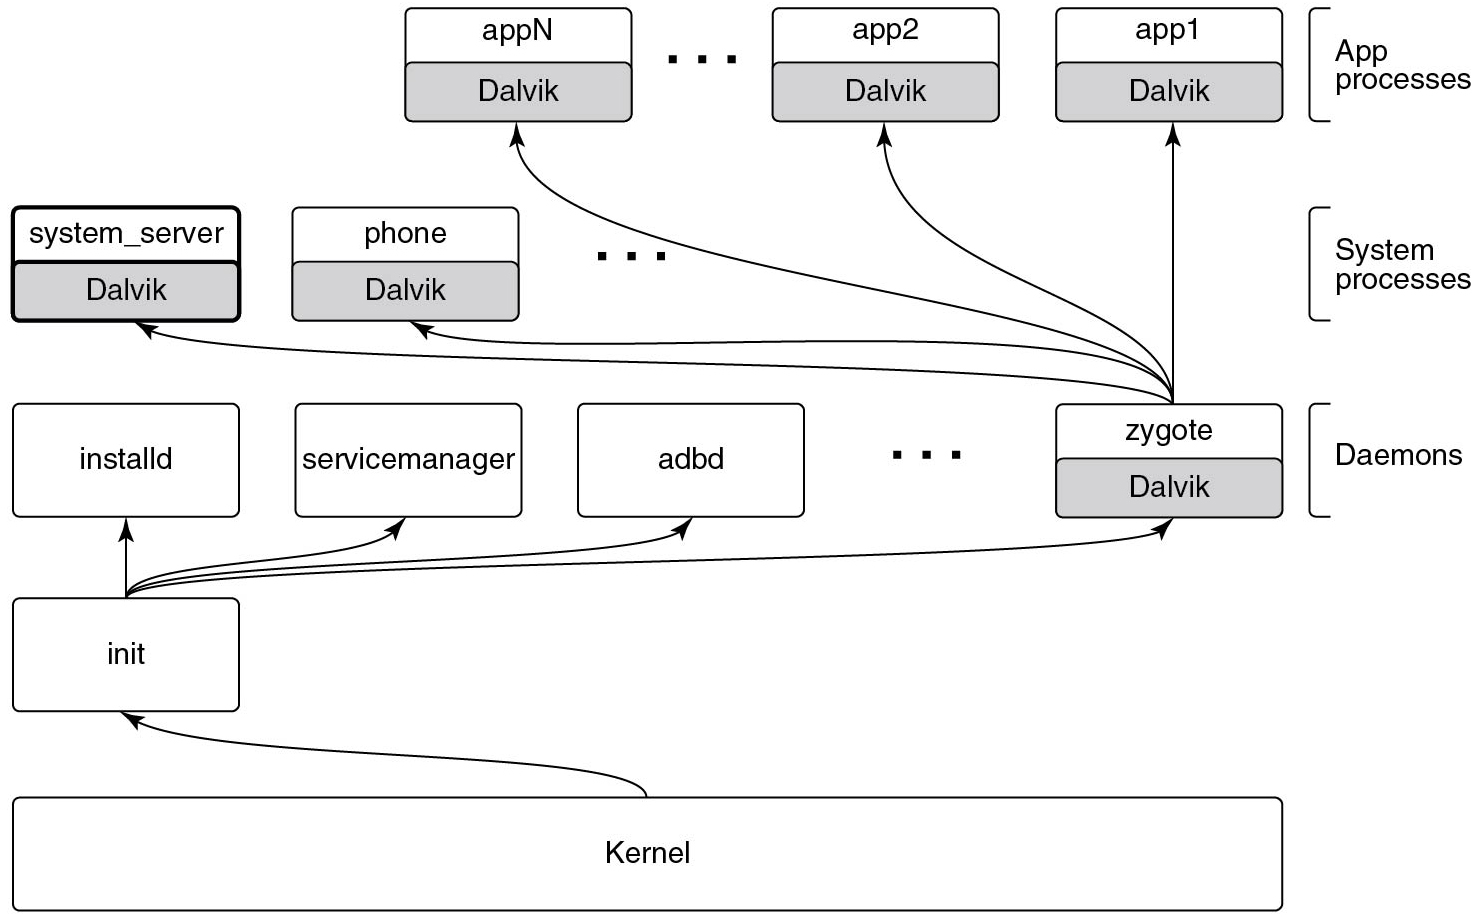 appN
app2
app1
App
processes
Dalvik
Dalvik
Dalvik
system_server
phone
System
processes
Dalvik
Dalvik
installd
servicemanager
adbd
zygote
Daemons
Dalvik
init
Kernel